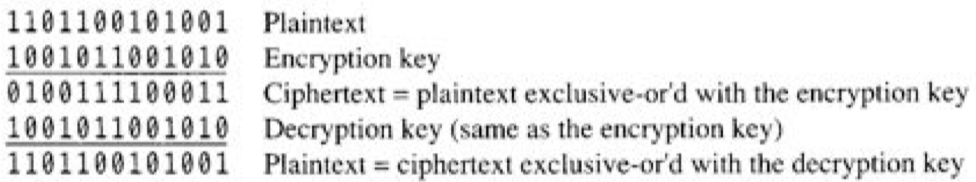 1101100101001 Plaintext
1001011001010 Encryption key
0100111100011 Ciphertext = plaintext exclusive-or'd with the encryption key
1001011001010 Decryption key (same as the encryption key)
1101100101001 Plaintext = ciphertext exclusive-or'd with the decryption key